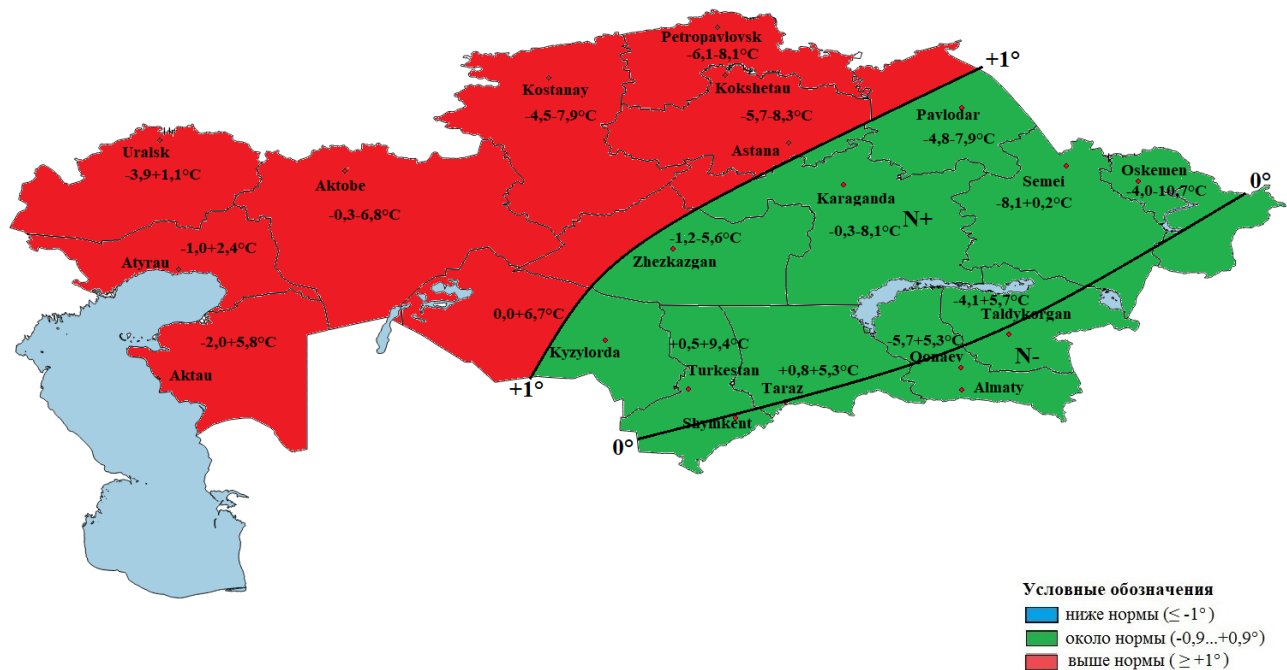 Petropavlovsk
-6,1-8,1°C
+1°
Kostanay
-4,5-7,9°C
Kokshetau
-5,7-8,3°C
Pavlodar
-4,8-7,9°C
Uralsk
-3,9+1,1°C
Astana
Aktobe
-0,3-6,8°C
Semei
-8,1+0,2°C
Oskemen
-4,0-10,7°C
0°
Karaganda
-0,3-8,1°C
N+
-1,0+2,4°C
Atyrau
-1,2-5,6°C
Zhezkazgan
-4,1+5,7°C
Taldykorgan
0,0+6,7°C
-2,0+5,8°C
Kyzylorda
+0,5+9,4°C
-5,7+5,3°C
Qonaev
N-
Aktau
+1°
Turkestan
+0,8+5,3°C
Taraz
Almaty
Shymkent
0°
Условные обозначения
ниже нормы (≤ -1°)
около нормы (-0,9...+0,9°)
выше нормы (≥ +1°)